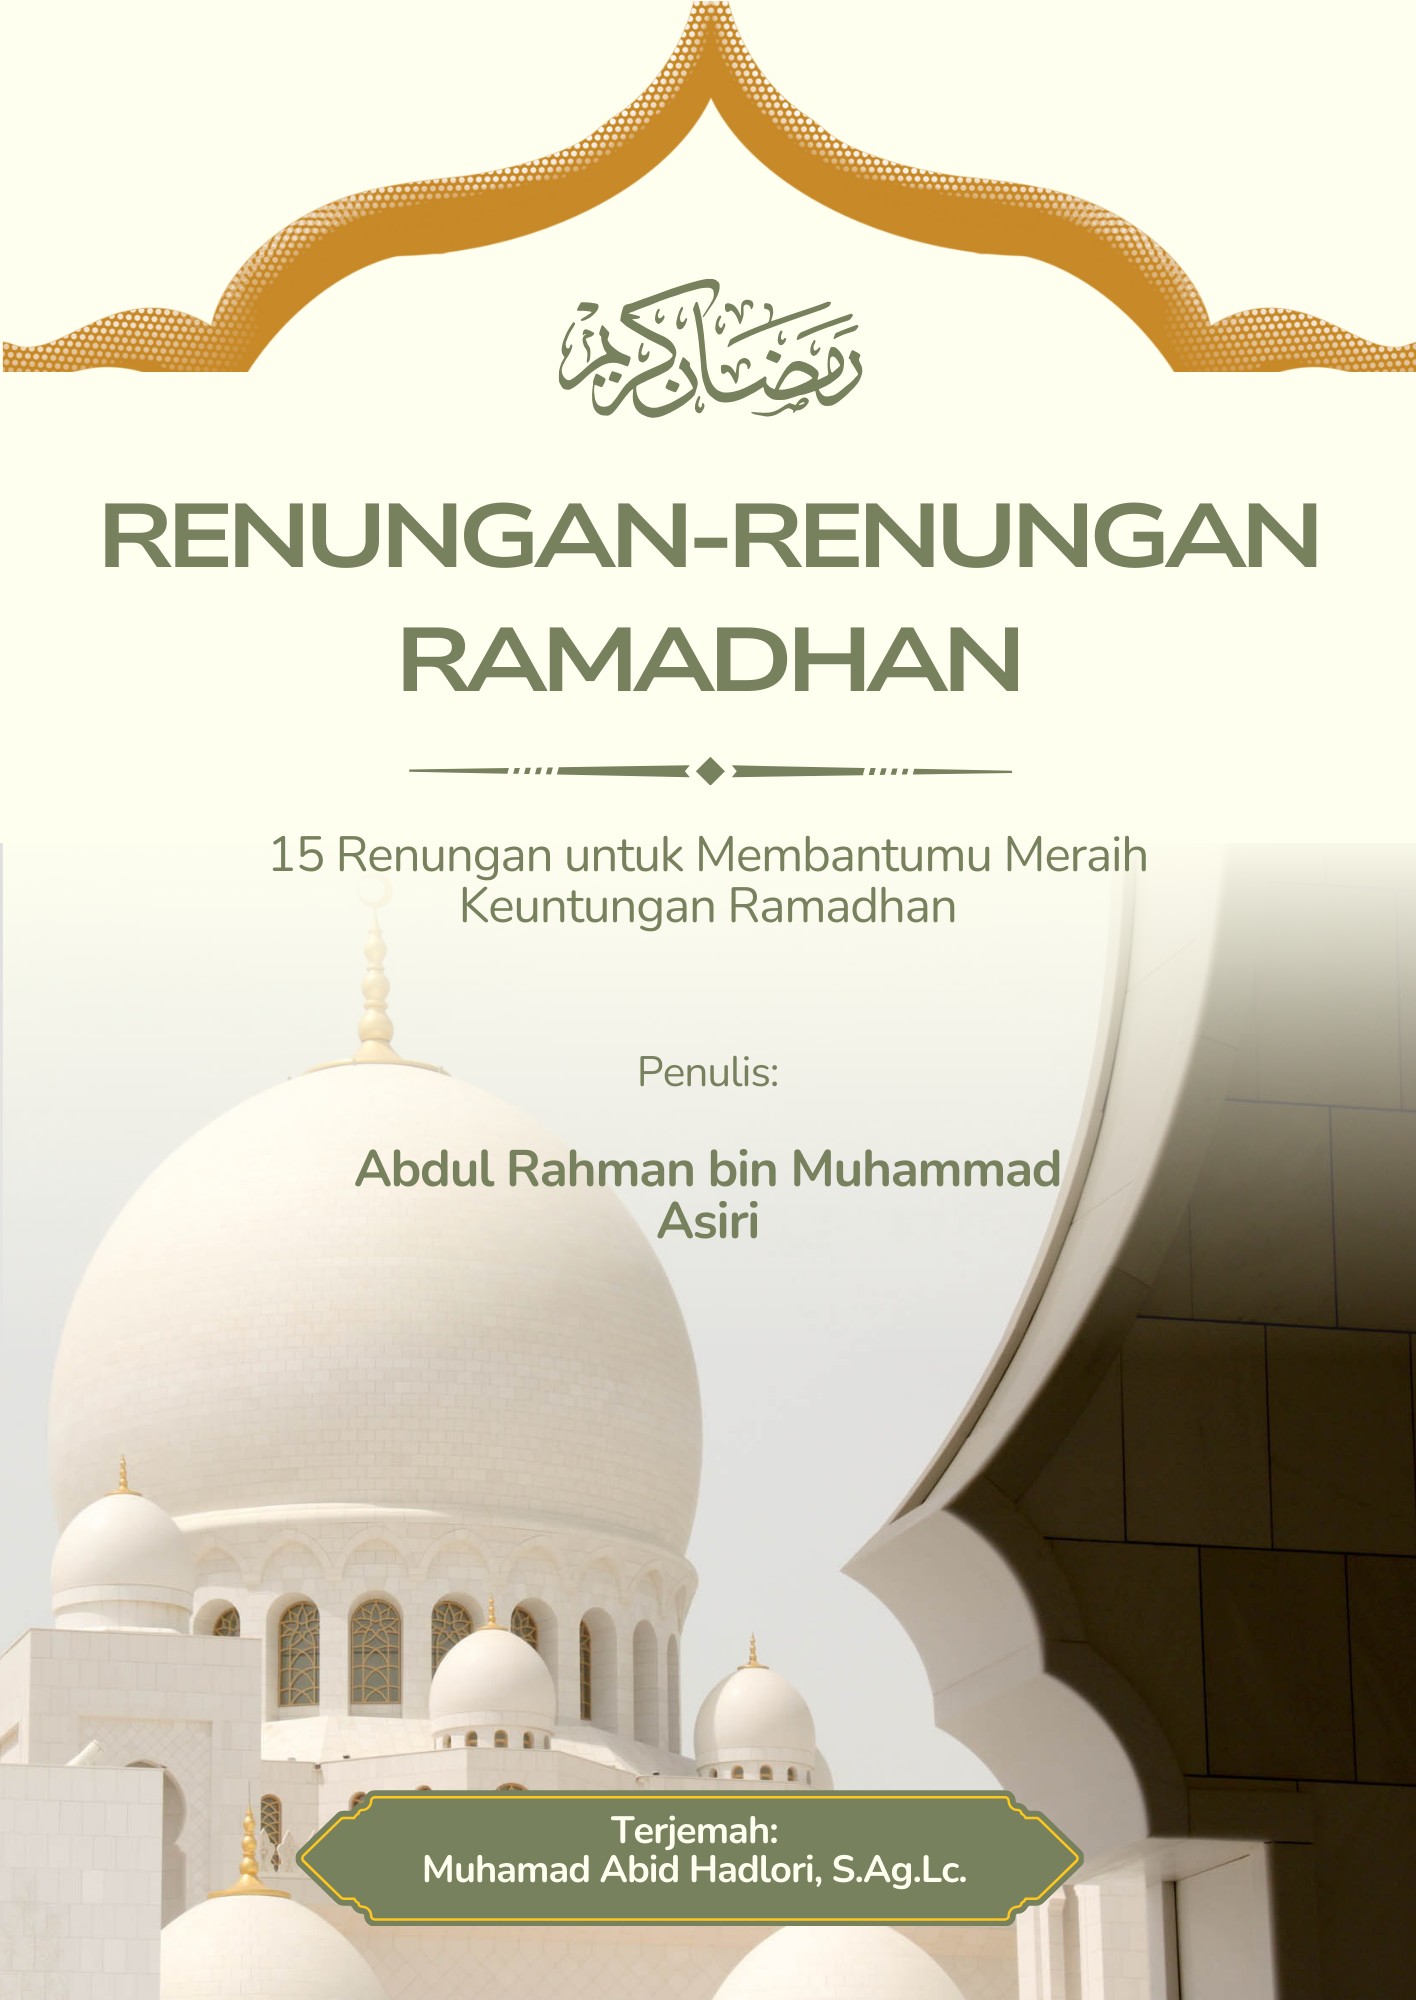 رمضان كريم
RENUNGAN-RENUNGAN
RAMADHAN
15 Renungan untuk Membantumu Meraih
Keuntungan Ramadhan
Penulis:
Abdul Rahman bin Muhammad
Asiri
Terjemah:
Muhamad Abid Hadlori, S.Ag.Lc.